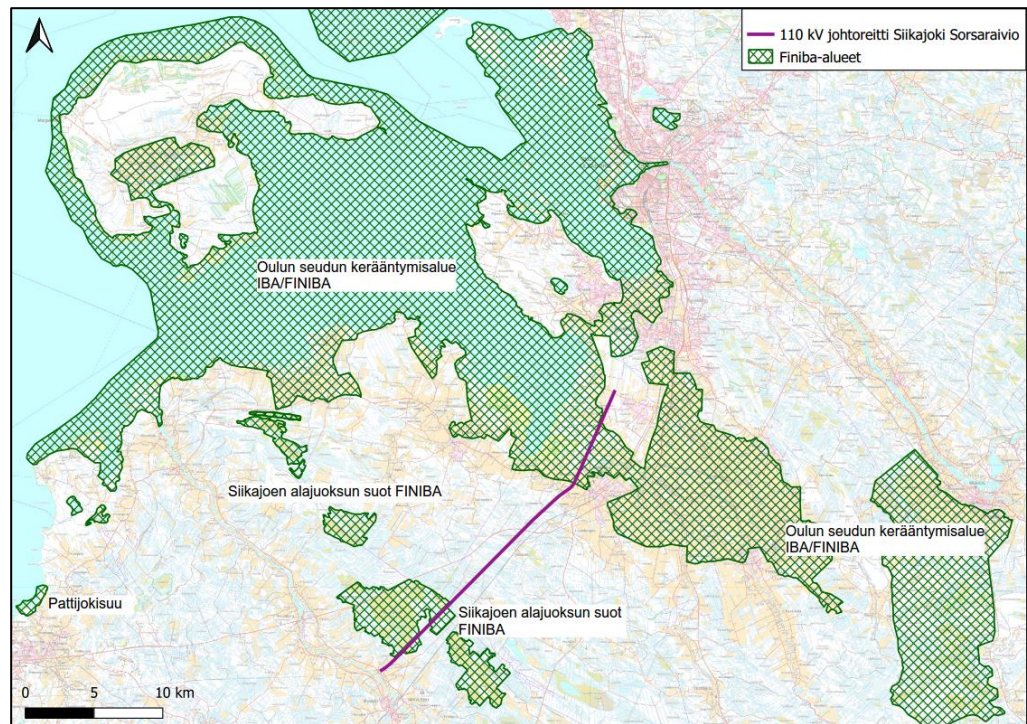 110 kV johtoreitti Siikajoki Sorsaraivio
Finiba-alueet
Oulun seudun kerääntymisalue
IBA/FINIBA
Siikajoen alajuoksun suot FINIBA
Oulun seudun kerääntymisalue
IBA/FINIBA
Pattijokisuu
Siikajoen alajuoksun suot
FINIBA
0 5 10 km